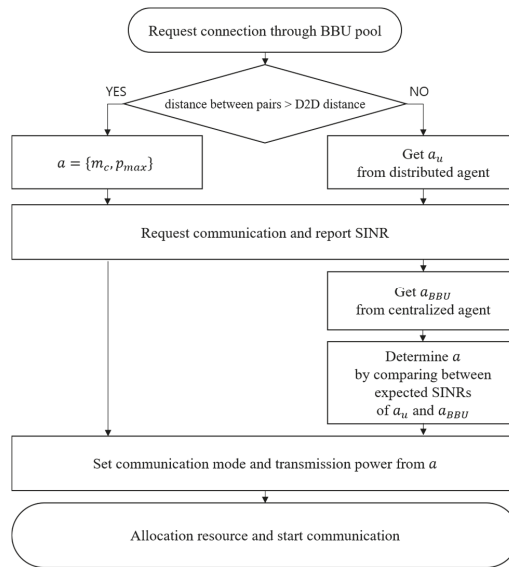 Request connection through BBU pool
YES
NO
distance between pairs > D2D distance
a = {m_c, p_max}
Get a_u
from distributed agent
Request communication and report SINR
Get a_BBU
from centralized agent
Determine a
by comparing between
expected SINRs
of a_u and a_BBU
Set communication mode and transmission power from a
Allocation resource and start communication